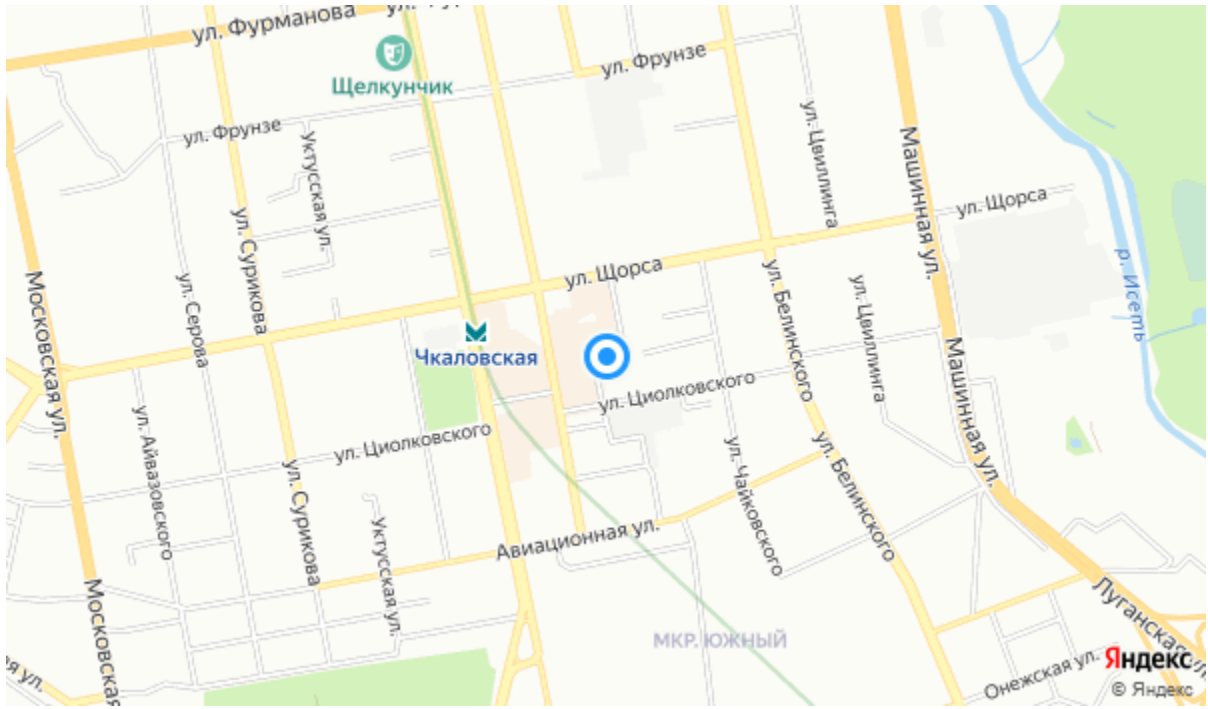 ул. Фурманова
Щелкунчик
ул. Фрунзе
ул. Фрунзе
Уктусская ул.
ул. Цвиллинга
Машинная ул.
ул. Щорса
ул. Сурикова
ул. Серова
Московская ул.
ул. Щорса
ул. Белинского
ул. Цвиллинга
р. Исеть
Чкаловская
Машинная ул.
ул. Циолковского
ул. Айвазовского
ул. Циолковского
ул. Сурикова
Уктусская ул.
ул. Чайковского
ул. Белинского
Авиационная ул.
Московская
МКР. ЮЖНЫЙ
Луганская ул.
Онежская ул.
Яндекс
© Яндекс